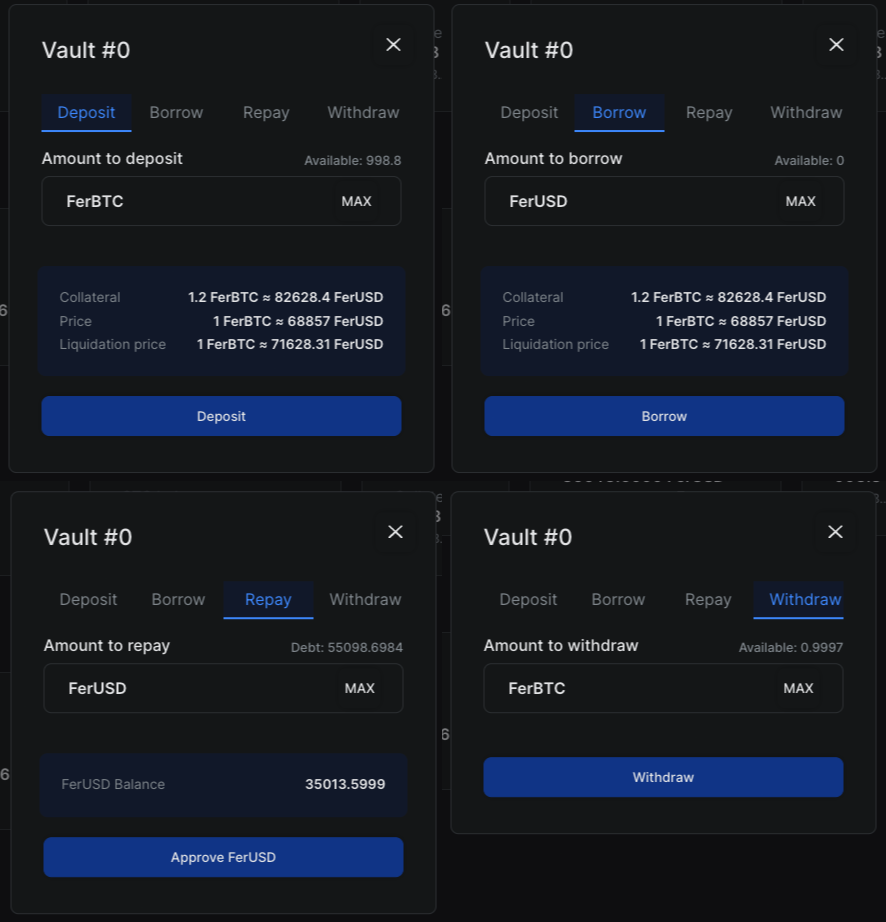 Vault #0
Deposit Borrow Repay Withdraw
Amount to deposit Available: 998.8
FerBTC MAX
Collateral 1.2 FerBTC ≈ 82628.4 FerUSD
Price 1 FerBTC ≈ 68857 FerUSD
Liquidation price 1 FerBTC ≈ 71628.31 FerUSD
Deposit
Vault #0
Deposit Borrow Repay Withdraw
Amount to borrow Available: 0
FerUSD MAX
Collateral 1.2 FerBTC ≈ 82628.4 FerUSD
Price 1 FerBTC ≈ 68857 FerUSD
Liquidation price 1 FerBTC ≈ 71628.31 FerUSD
Borrow
Vault #0
Deposit Borrow Repay Withdraw
Amount to repay Debt: 55098.6984
FerUSD MAX
FerUSD Balance 35013.5999
Approve FerUSD
Vault #0
Deposit Borrow Repay Withdraw
Amount to withdraw Available: 0.9997
FerBTC MAX
Withdraw